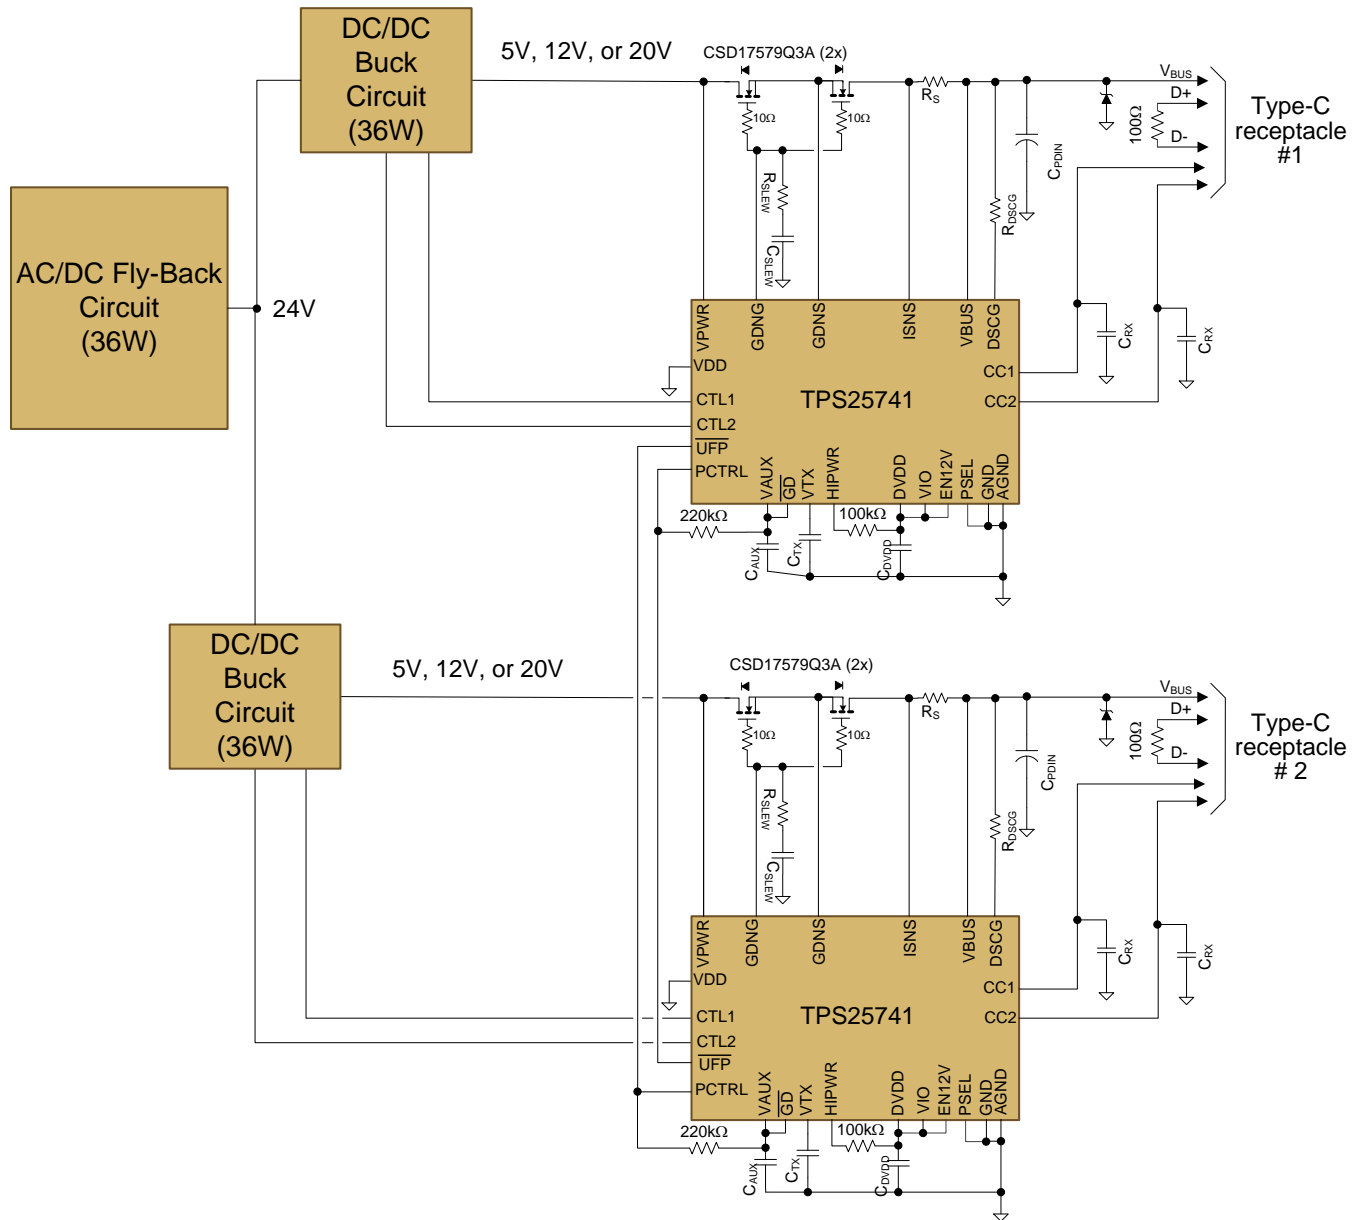 DC/DC
Buck
Circuit
(36W)
5V, 12V, or 20V
CSD17579Q3A (2x)
10Ω
10Ω
RSLEW
CSLEW
RS
RDSCG
CPDIN
VBUS
D+
100Ω
D-
Type-C
receptacle
#1
AC/DC Fly-Back
Circuit
(36W)
24V
VPWR
GDNG
GDNS
ISNS
VBUS
DSCG
VDD
CTL1
CTL2
UFP
PCTRL
TPS25741
CC1
CC2
CRX
CRX
VAUX
GD
VTX
HIPWR
DVDD
VIO
EN12V
PSEL
GND
AGND
220kΩ
100kΩ
CAUX
CTX
CDVDD
DC/DC
Buck
Circuit
(36W)
5V, 12V, or 20V
CSD17579Q3A (2x)
10Ω
10Ω
RSLEW
CSLEW
RS
RDSCG
CPDIN
VBUS
D+
100Ω
D-
Type-C
receptacle
# 2
VPWR
GDNG
GDNS
ISNS
VBUS
DSCG
VDD
CTL1
CTL2
UFP
PCTRL
TPS25741
CC1
CC2
CRX
CRX
VAUX
GD
VTX
HIPWR
DVDD
VIO
EN12V
PSEL
GND
AGND
220kΩ
100kΩ
CAUX
CTX
CDVDD